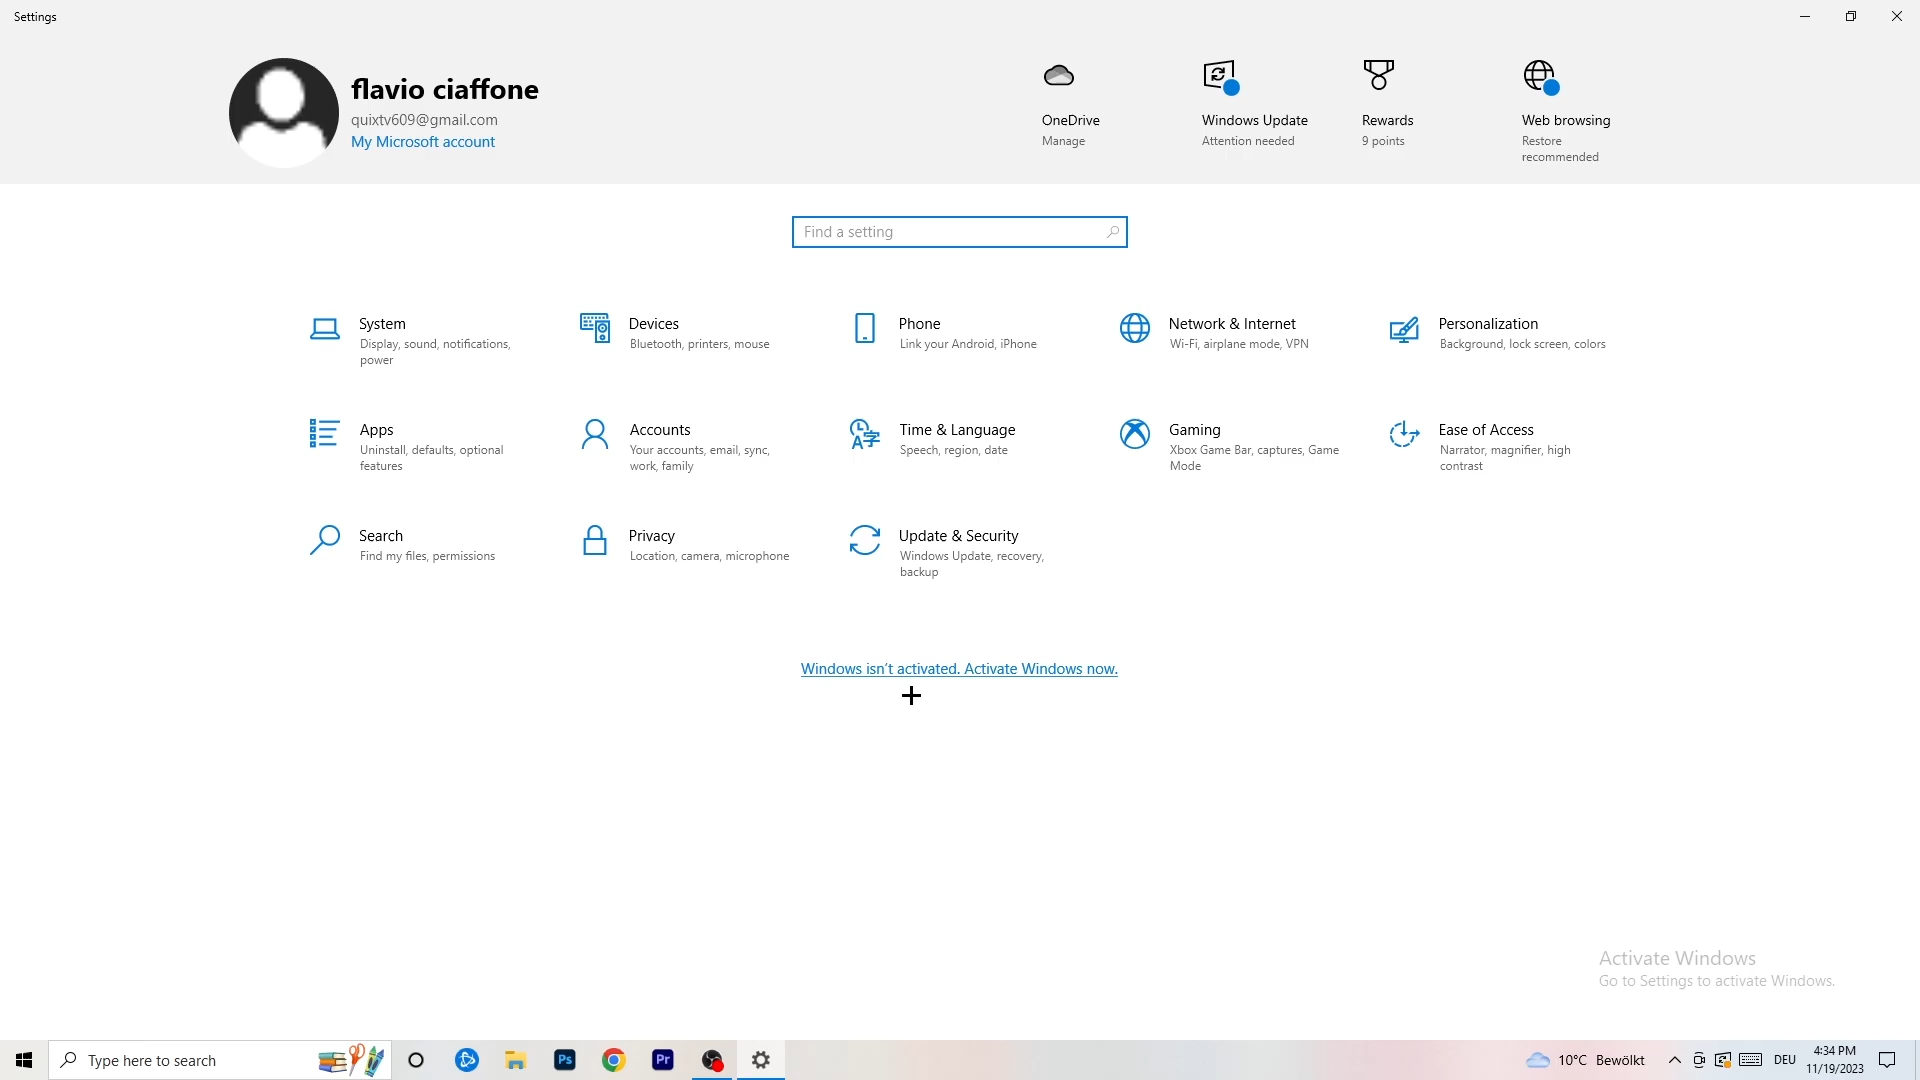 Settings
flavio ciaffone
quixtv609@gmail.com
My Microsoft account
OneDrive
Manage
Windows Update
Attention needed
Rewards
9 points
Web browsing
Restore
recommended
Find a setting
System
Display, sound, notifications,
power
Devices
Bluetooth, printers, mouse
Phone
Link your Android, iPhone
Network & Internet
Wi-Fi, airplane mode, VPN
Personalization
Background, lock screen, colors
Apps
Uninstall, defaults, optional
features
Accounts
Your accounts, email, sync,
work, family
Time & Language
Speech, region, date
Gaming
Xbox Game Bar, captures, Game
Mode
Ease of Access
Narrator, magnifier, high
contrast
Search
Find my files, permissions
Privacy
Location, camera, microphone
Update & Security
Windows Update, recovery,
backup
Windows isn't activated. Activate Windows now.
Activate Windows
Go to Settings to activate Windows.
Type here to search
Ps
Pr
10°C Bewölkt
DEU
4:34 PM
11/19/2023